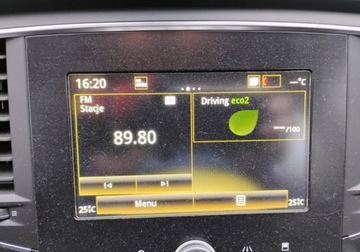 16:20
--°C
FM
Stacje
Driving eco2
89.80
--/100
25°C
Menu
25°C